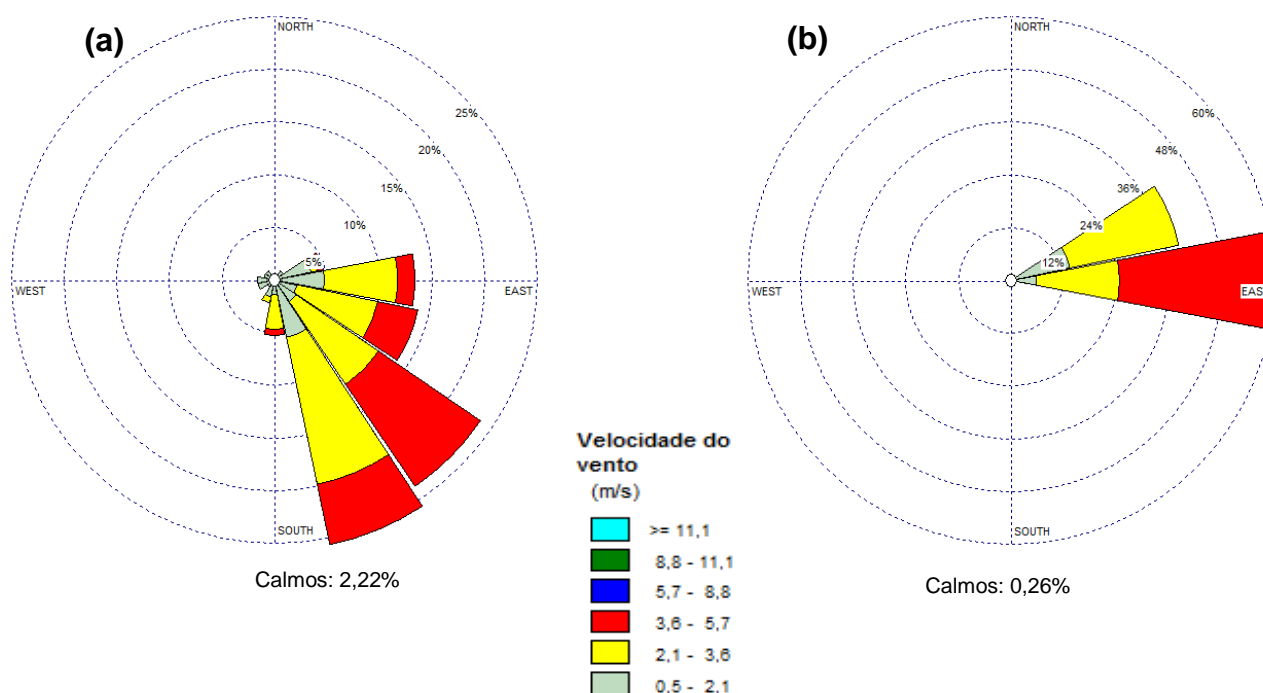 (a)
NORTH
25%
20%
15%
10%
5%
WEST
EAST
SOUTH
Calmos: 2,22%
(b)
NORTH
60%
48%
36%
24%
12%
WEST
EAS
SOUTH
Calmos: 0,26%
Velocidade do
vento
(m/s)
>= 11,1
8,8 - 11,1
5,7 - 8,8
3,6 - 5,7
2,1 - 3,6
0,5 - 2,1